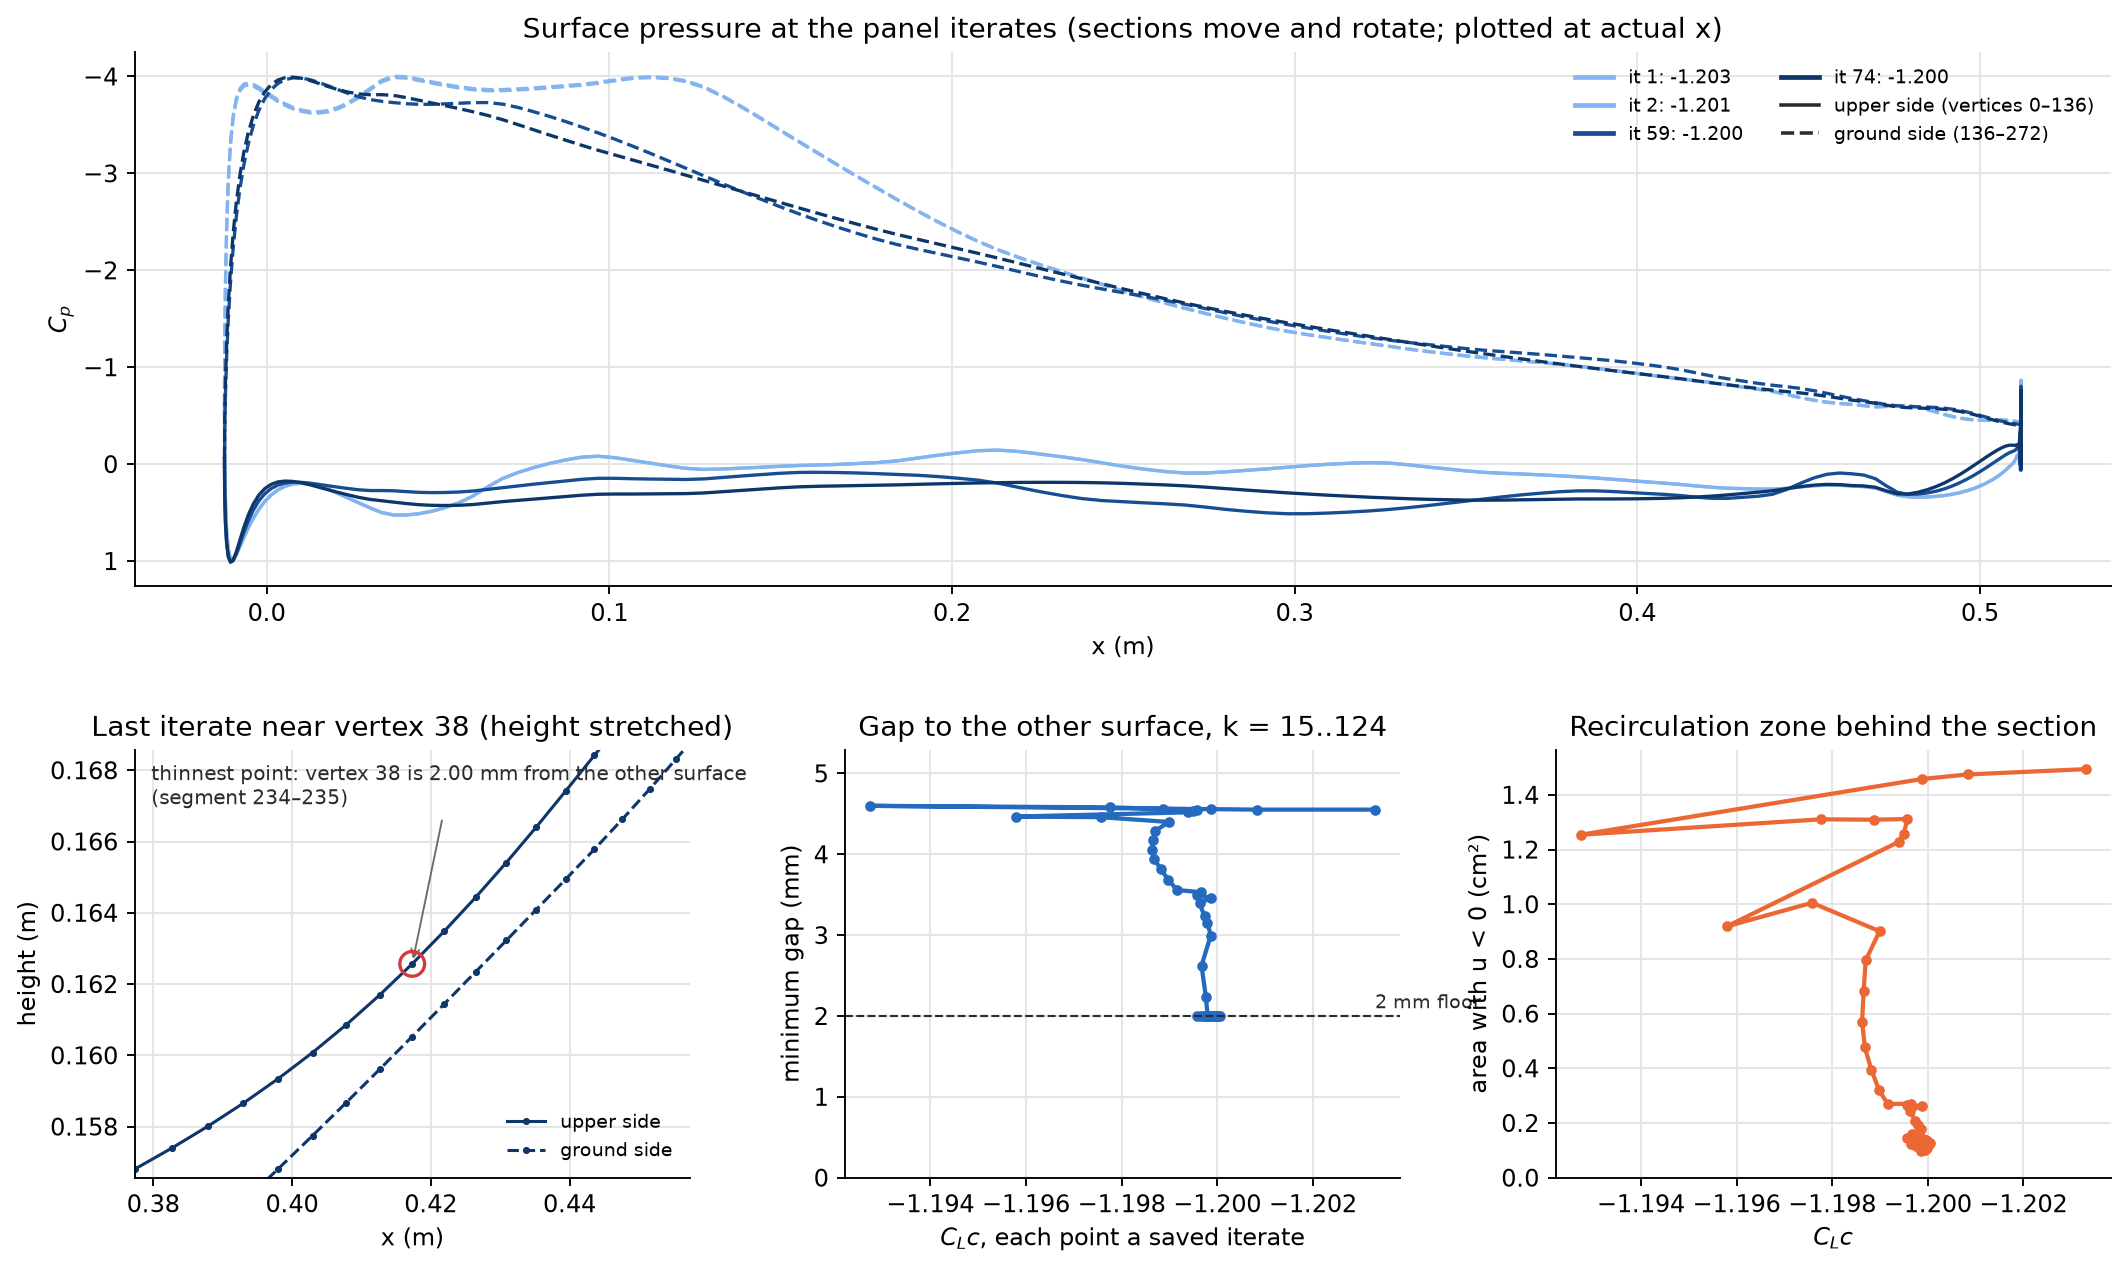 Surface pressure at the panel iterates (sections move and rotate; plotted at actual x)
−4
−3
−2
−1
0
1
Cp
it 1: -1.203
it 2: -1.201
it 59: -1.200
it 74: -1.200
upper side (vertices 0–136)
ground side (136–272)
0.0 0.1 0.2 0.3 0.4 0.5
x (m)
Last iterate near vertex 38 (height stretched)
thinnest point: vertex 38 is 2.00 mm from the other surface
(segment 234–235)
0.168
0.166
0.164
0.162
0.160
0.158
height (m)
upper side
ground side
0.38 0.40 0.42 0.44
x (m)
Gap to the other surface, k = 15..124
5
4
3
2
1
0
minimum gap (mm)
2 mm floor
−1.194 −1.196 −1.198 −1.200 −1.202
CLc, each point a saved iterate
Recirculation zone behind the section
1.4
1.2
1.0
0.8
0.6
0.4
0.2
0.0
area with u < 0 (cm²)
−1.194 −1.196 −1.198 −1.200 −1.202
CLc